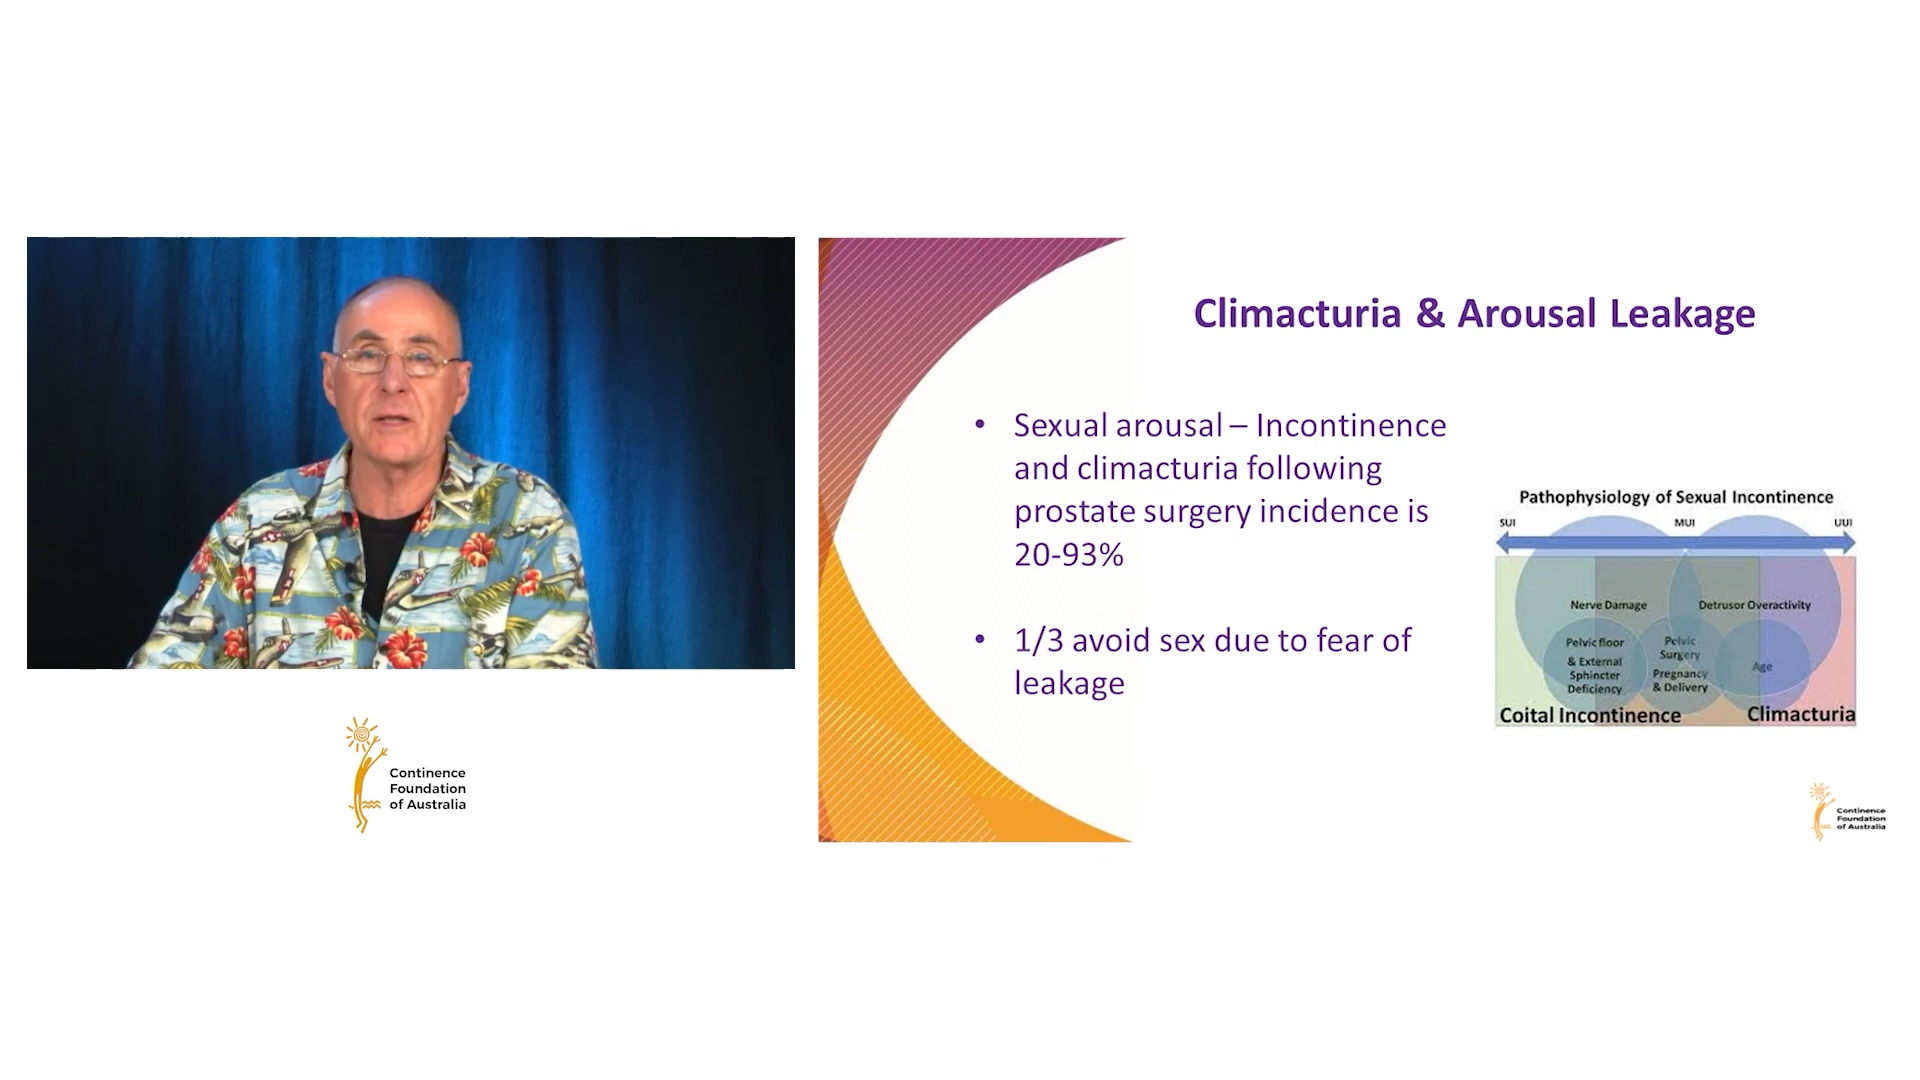 Continence
Foundation
of Australia
Climacturia & Arousal Leakage
• Sexual arousal – Incontinence
and climacturia following
prostate surgery incidence is
20-93%
• 1/3 avoid sex due to fear of
leakage
Pathophysiology of Sexual Incontinence
SUI MUI UUI
Nerve Damage Detrusor Overactivity
Pelvic floor
& External
Sphincter
Deficiency
Pelvic
Surgery
Pregnancy
& Delivery
Age
Coital Incontinence Climacturia
Continence
Foundation
of Australia